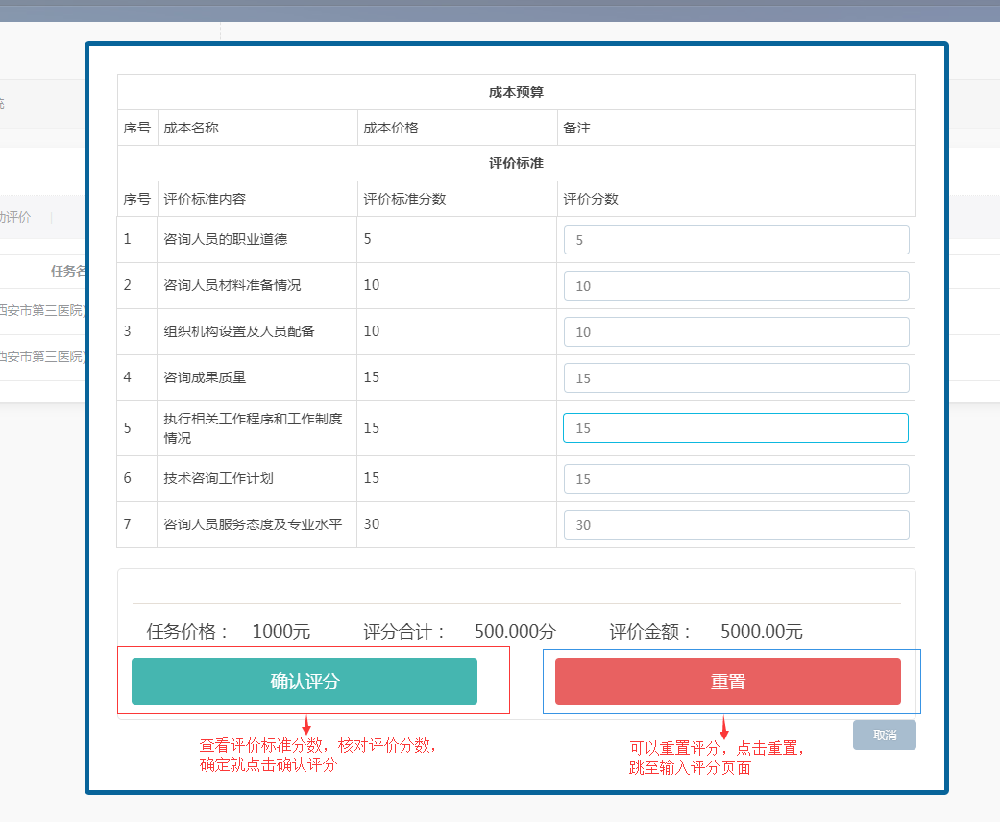 成本预算
序号 成本名称 成本价格 备注
评价标准
序号 评价标准内容 评价标准分数 评价分数
1 咨询人员的职业道德 5 5
2 咨询人员材料准备情况 10 10
3 组织机构设置及人员配备 10 10
4 咨询成果质量 15 15
5 执行相关工作程序和工作制度
情况 15 15
6 技术咨询工作计划 15 15
7 咨询人员服务态度及专业水平 30 30
动评价
任务名
西安市第三医院
西安市第三医院
任务价格： 1000元 评分合计： 500.000分 评价金额： 5000.00元
确认评分 重置
取消
查看评价标准分数，核对评价分数，
确定就点击确认评分
可以重置评分，点击重置，
跳至输入评分页面